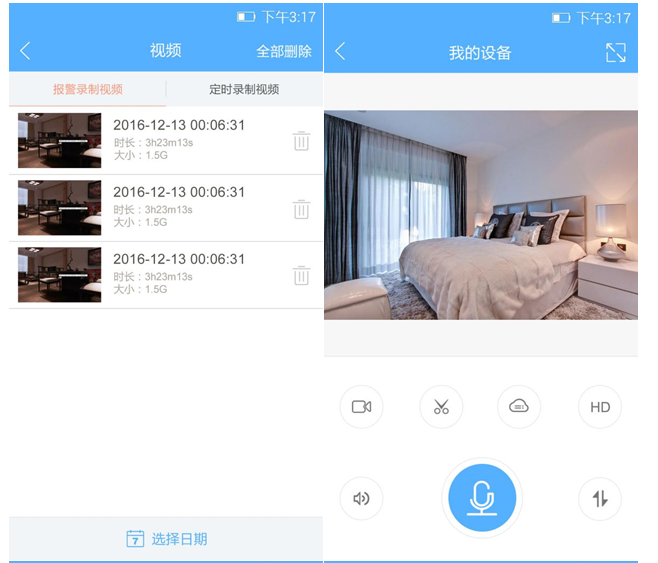 下午3:17
视频
全部删除
报警录制视频
定时录制视频
2016-12-13 00:06:31
时长：3h23m13s
大小：1.5G
2016-12-13 00:06:31
时长：3h23m13s
大小：1.5G
2016-12-13 00:06:31
时长：3h23m13s
大小：1.5G
7
选择日期
下午3:17
我的设备
HD